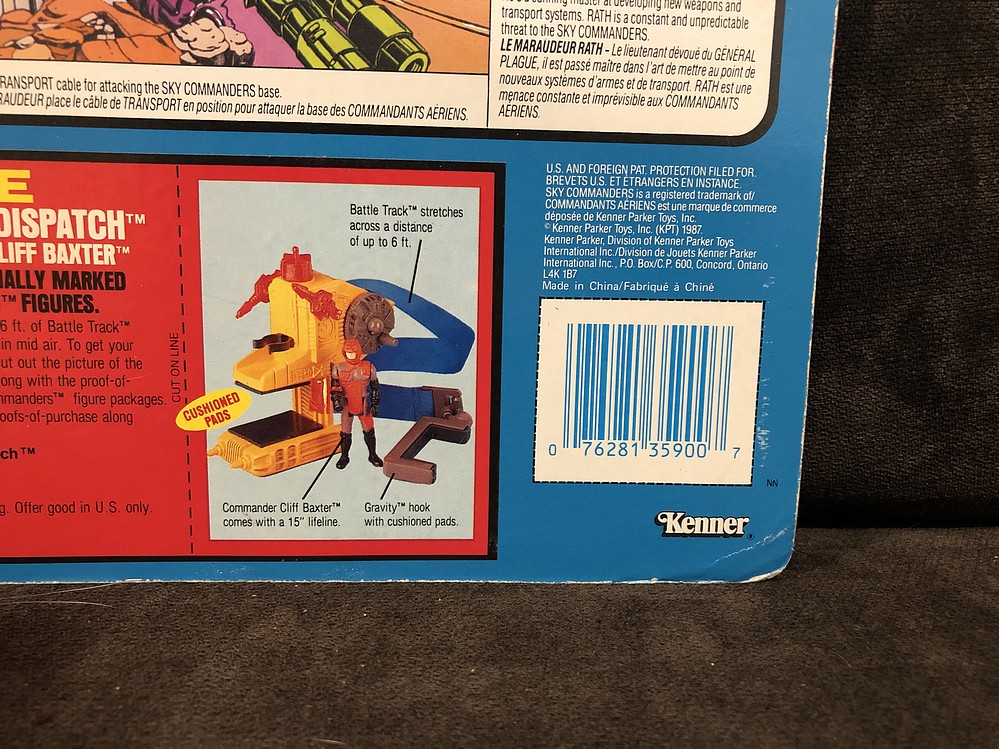 developing new weapons and
transport systems. RATH is a constant and unpredictable
threat to the SKY COMMANDERS.
LE MARAUDEUR RATH – Le lieutenant dévoué du GÉNÉRAL
PLAGUE, il est passé maître dans l'art de mettre au point de
nouveaux systèmes d'armes et de transport. RATH est une
menace constante et imprévisible aux COMMANDANTS
AÉRIENS.
RANSPORT cable for attacking the SKY COMMANDERS base.
RAUDEUR place le câble de TRANSPORT en position pour attaquer la base des COMMANDANTS AÉRIENS.
E
DISPATCH™
LIFF BAXTER™
IALLY MARKED
™ FIGURES.
6 ft. of Battle Track™
in mid air. To get your
ut out the picture of the
ong with the proof-of-
mmanders™ figure packages.
oofs-of-purchase along
ch™
g. Offer good in U.S. only.
CUT ON LINE
Battle Track™ stretches
across a distance
of up to 6 ft.
CUSHIONED
PADS
Commander Cliff Baxter™
comes with a 15" lifeline.
Gravity™ hook
with cushioned pads.
U.S. AND FOREIGN PAT. PROTECTION FILED FOR.
BREVETS U.S. ET ÉTRANGERS EN INSTANCE.
SKY COMMANDERS is a registered trademark of/
COMMANDANTS AÉRIENS est une marque de commerce
déposée de Kenner Parker Toys, Inc.
© Kenner Parker Toys, Inc. (KPT) 1987.
Kenner Parker, Division of Kenner Parker Toys
International Inc./Division de Jouets Kenner Parker
International Inc., P.O. Box/C.P. 600, Concord, Ontario
L4K 1B7
Made in China/Fabriqué à Chiné
0 76281 35900 7
NN
Kenner®